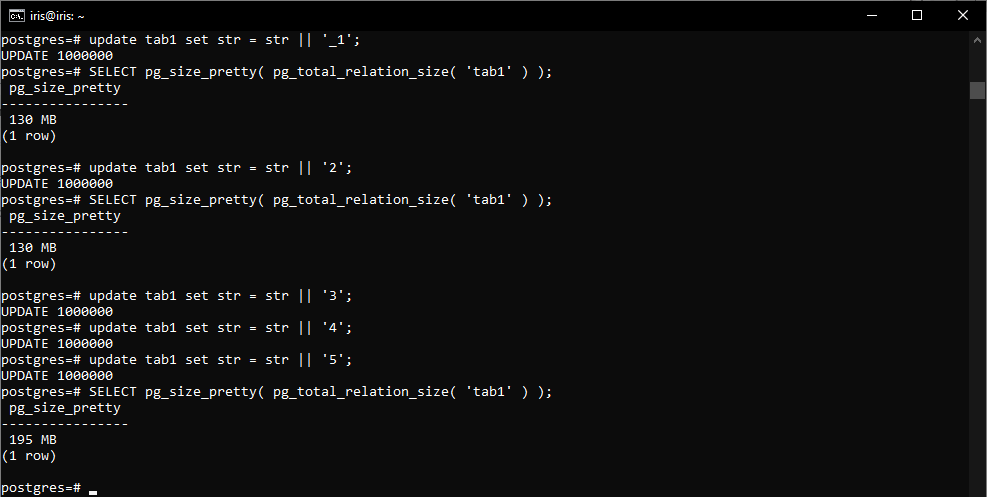 iris@iris: ~
postgres=# update tab1 set str = str || '_1';
UPDATE 1000000
postgres=# SELECT pg_size_pretty( pg_total_relation_size( 'tab1' ) );
 pg_size_pretty
----------------
 130 MB
(1 row)

postgres=# update tab1 set str = str || '2';
UPDATE 1000000
postgres=# SELECT pg_size_pretty( pg_total_relation_size( 'tab1' ) );
 pg_size_pretty
----------------
 130 MB
(1 row)

postgres=# update tab1 set str = str || '3';
UPDATE 1000000
postgres=# update tab1 set str = str || '4';
UPDATE 1000000
postgres=# update tab1 set str = str || '5';
UPDATE 1000000
postgres=# SELECT pg_size_pretty( pg_total_relation_size( 'tab1' ) );
 pg_size_pretty
----------------
 195 MB
(1 row)

postgres=#